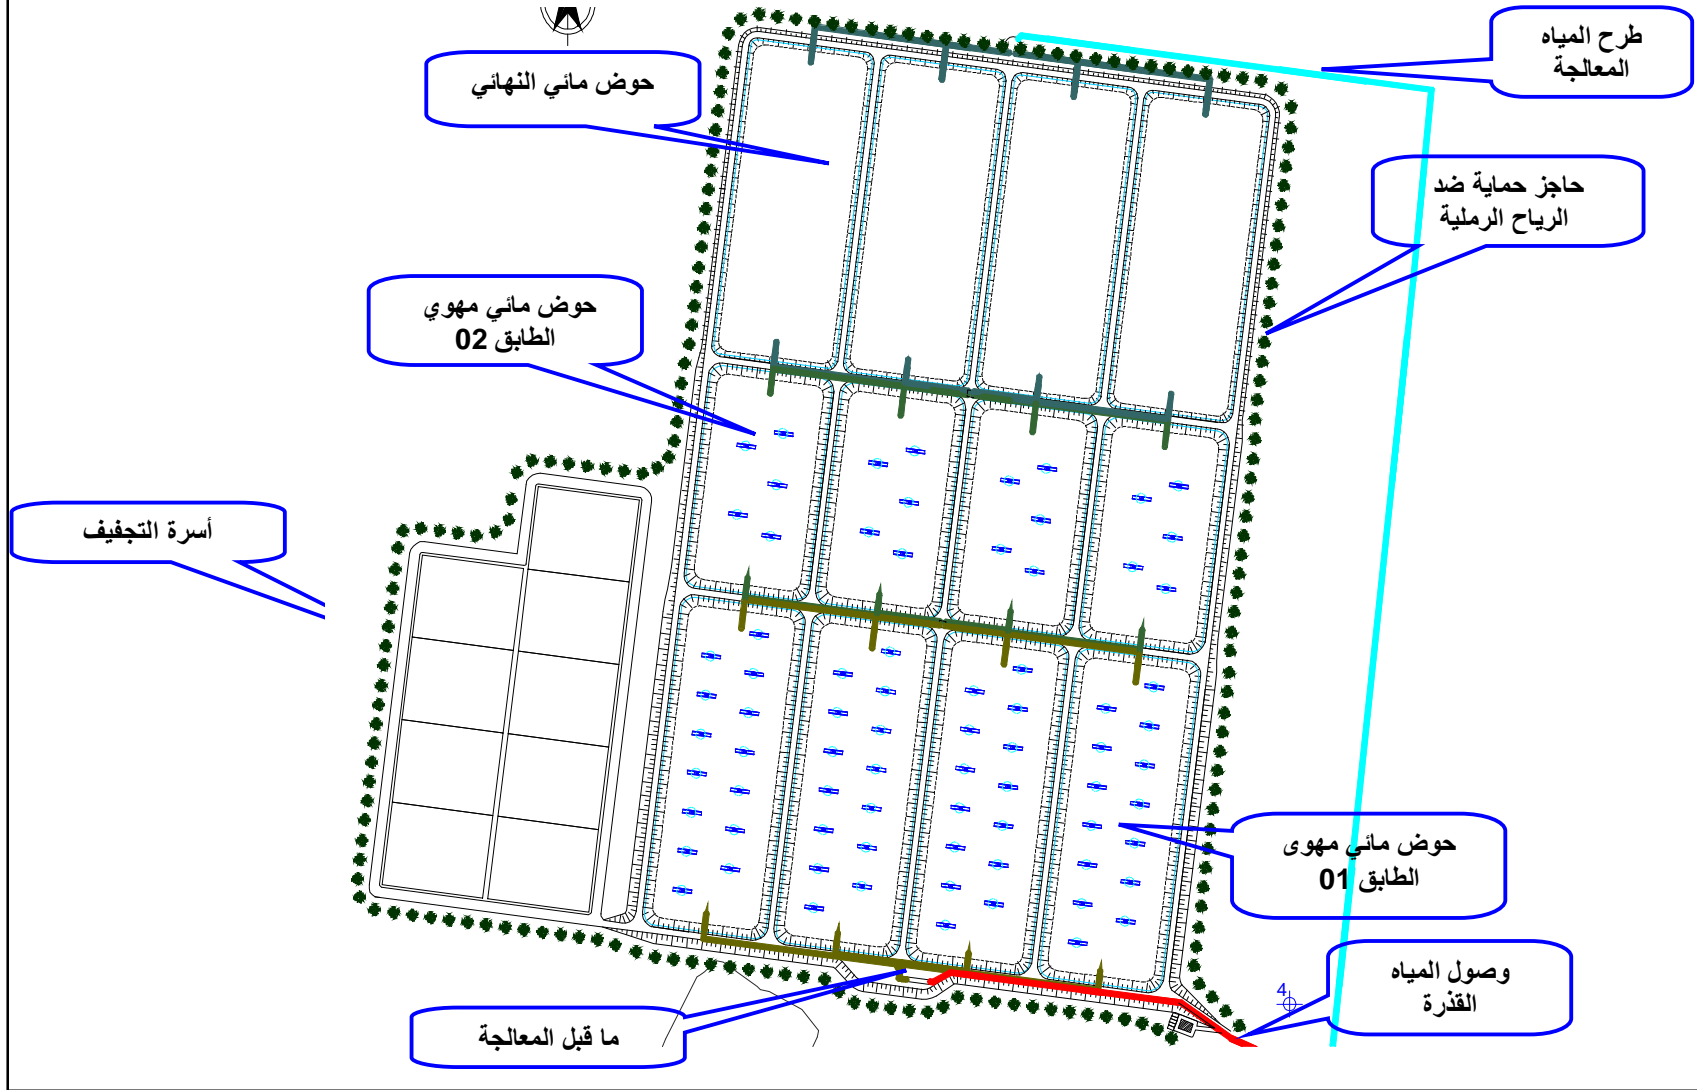 طرح المياه
المعالجة
حوض مائي النهائي
حاجز حماية ضد
الرياح الرملية
حوض مائي مهوي
الطابق 02
أسرة التجفيف
حوض مائي مهوى
الطابق 01
وصول المياه
القذرة
4
ما قبل المعالجة